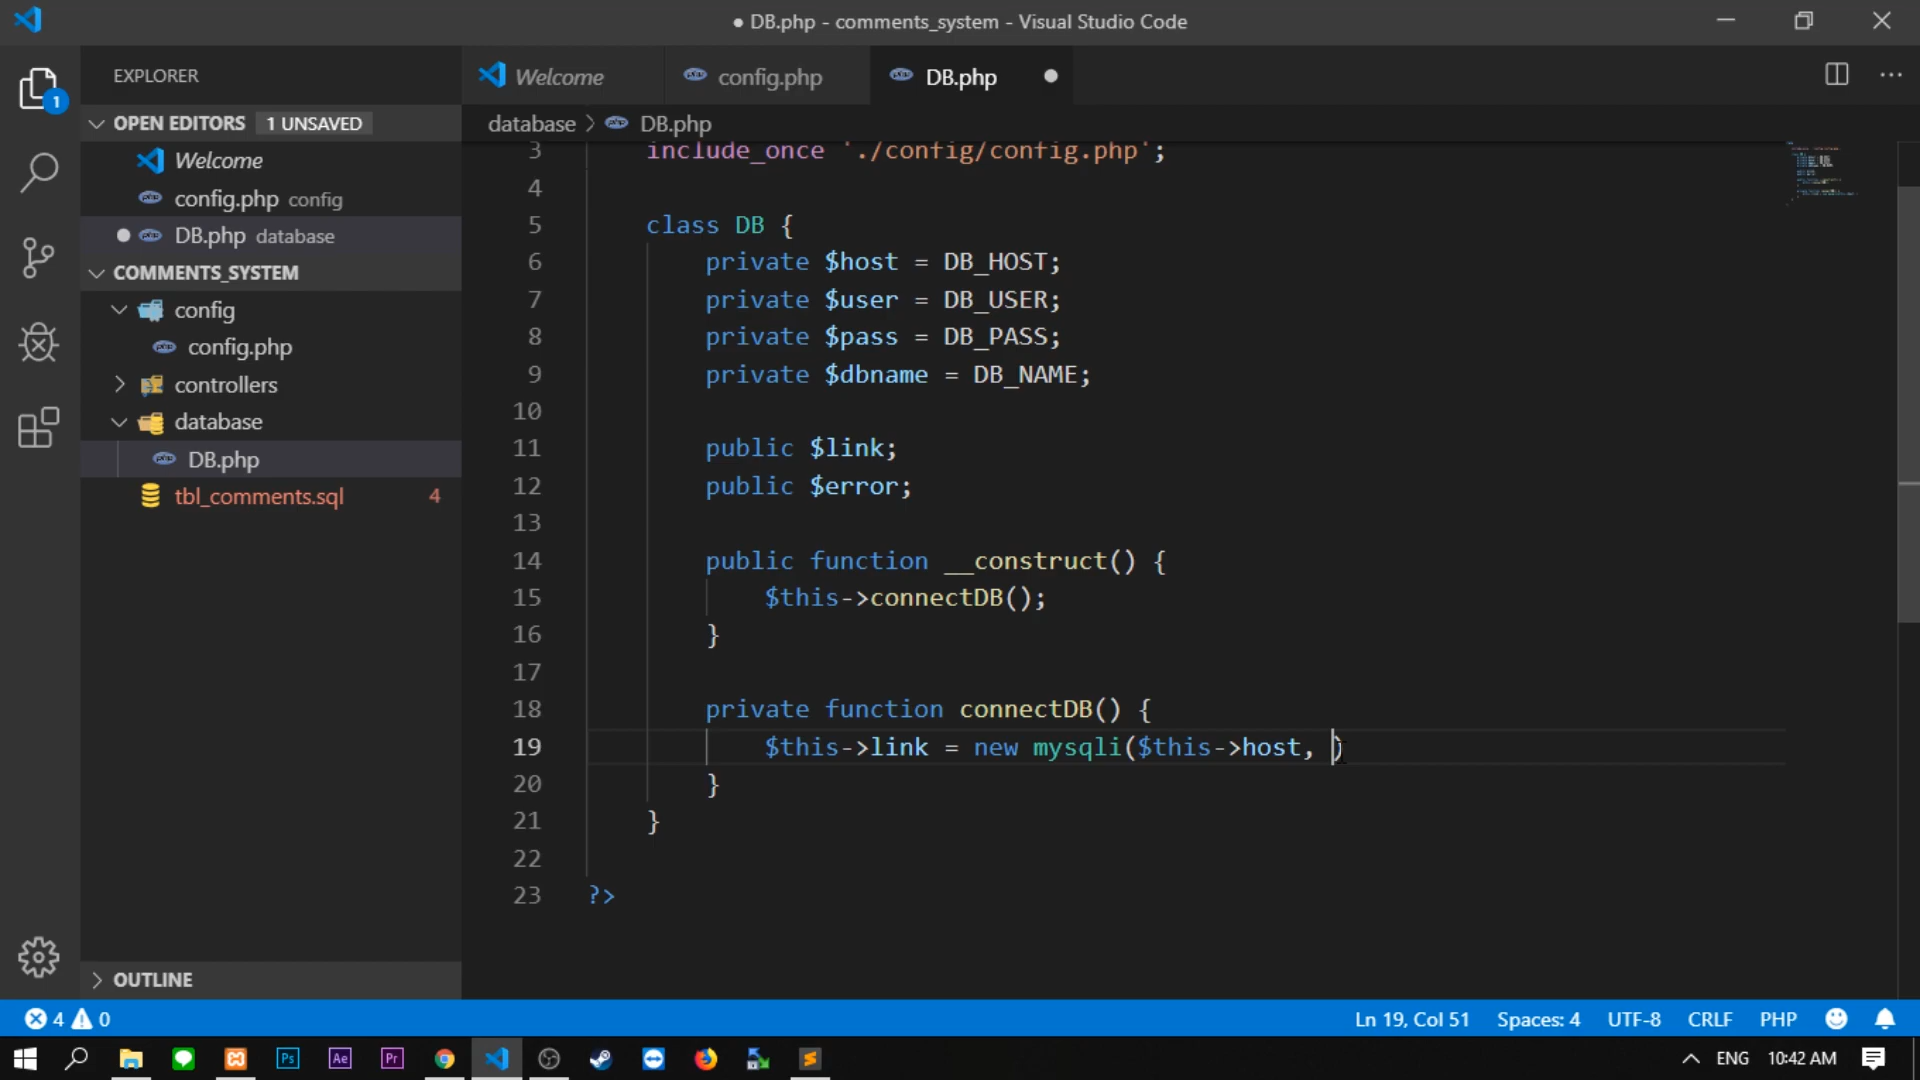 ● DB.php - comments_system - Visual Studio Code
EXPLORER
1
OPEN EDITORS 1 UNSAVED
Welcome
config.php config
DB.php database
COMMENTS_SYSTEM
config
config.php
controllers
database
DB.php
tbl_comments.sql 4
OUTLINE
Welcome
config.php
DB.php
database > DB.php
3 include_once './config/config.php';
4
5 class DB {
6 private $host = DB_HOST;
7 private $user = DB_USER;
8 private $pass = DB_PASS;
9 private $dbname = DB_NAME;
10
11 public $link;
12 public $error;
13
14 public function __construct() {
15 $this->connectDB();
16 }
17
18 private function connectDB() {
19 $this->link = new mysqli($this->host, )
20 }
21 }
22
23 ?>
4 0
Ln 19, Col 51 Spaces: 4 UTF-8 CRLF PHP
Ps Ae Pr
ENG 10:42 AM